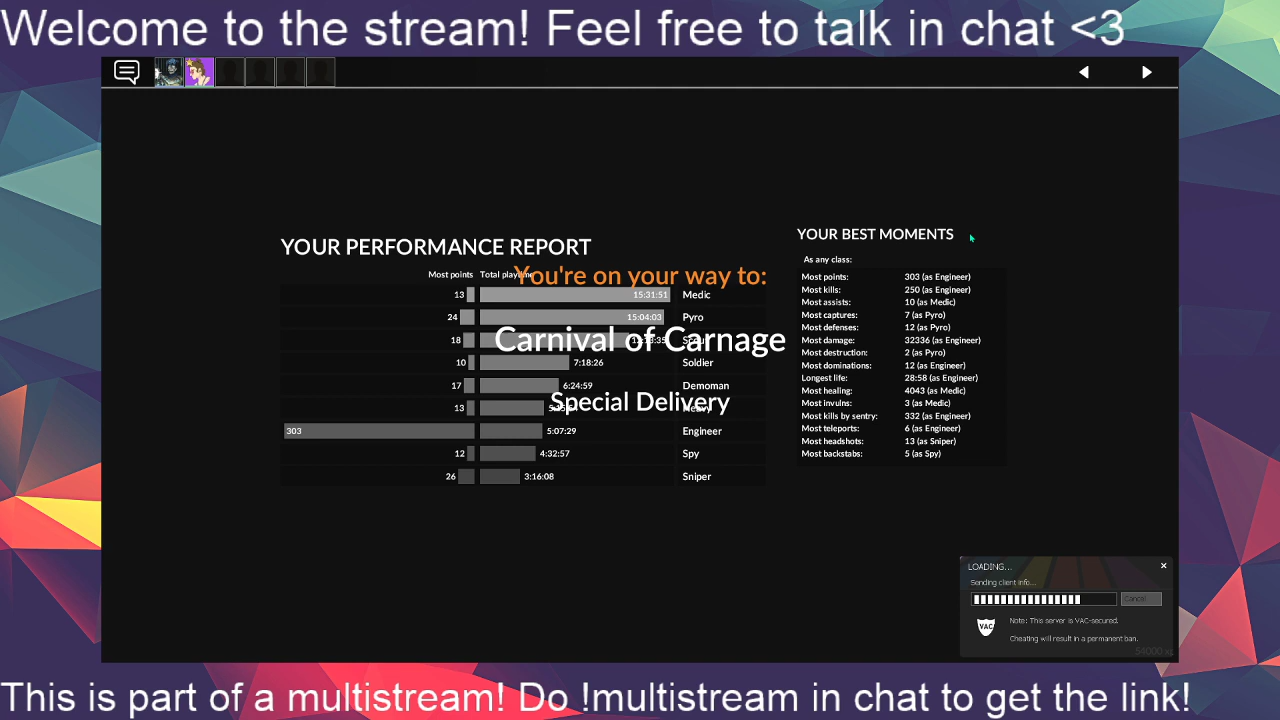 Welcome to the stream! Feel free to talk in chat <3
YOUR PERFORMANCE REPORT
Most points Total
You're on your way to:
13 15:31:51 Medic
24 15:04:03 Pyro
18
Carnival of Carnage
10 7:18:26 Soldier
17 6:24:59 Demoman
13
Special Delivery
303 5:07:29 Engineer
12 4:32:57 Spy
26 3:16:08 Sniper
YOUR BEST MOMENTS
As any class:
Most points: 303 (as Engineer)
Most kills: 250 (as Engineer)
Most assists: 10 (as Medic)
Most captures: 7 (as Pyro)
Most defenses: 12 (as Pyro)
Most damage: 32336 (as Engineer)
Most destruction: 2 (as Pyro)
Most dominations: 12 (as Engineer)
Longest life: 28:58 (as Engineer)
Most healing: 4043 (as Medic)
Most invulns: 3 (as Medic)
Most kills by sentry: 332 (as Engineer)
Most teleports: 6 (as Engineer)
Most headshots: 13 (as Sniper)
Most backstabs: 5 (as Spy)
LOADING...
Sending client info...
Cancel
VAC
Note: This server is VAC-secured.
Cheating will result in a permanent ban.
This is part of a multistream! Do !multistream in chat to get the link!